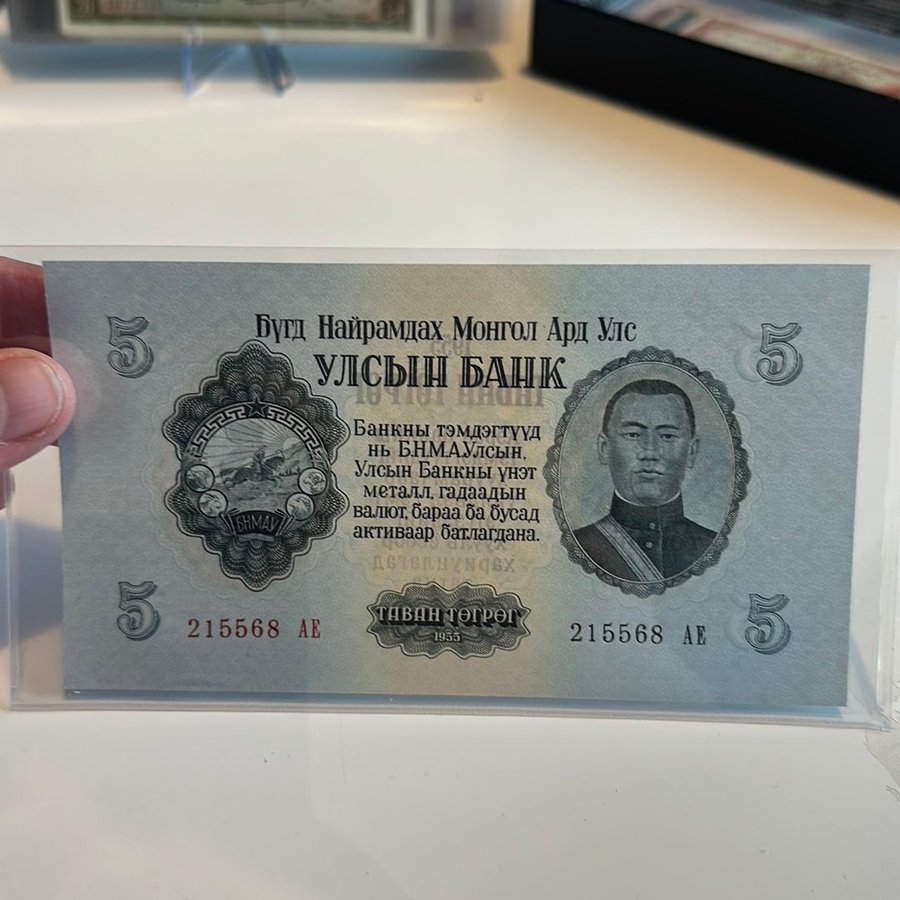 Бүгд Найрамдах Монгол Ард Улс
УЛСЫН БАНК
5
5
Банкны тэмдэгтүүд
нь Б.Н.М.А.Улсын,
Улсын Банкны үнэт
металл, гадаадын
валют, бараа ба бусад
активаар батлагдана.
БНМАУ
5
5
215568 АЕ
ТАВАН ТӨГРӨГ
1955
215568 АЕ